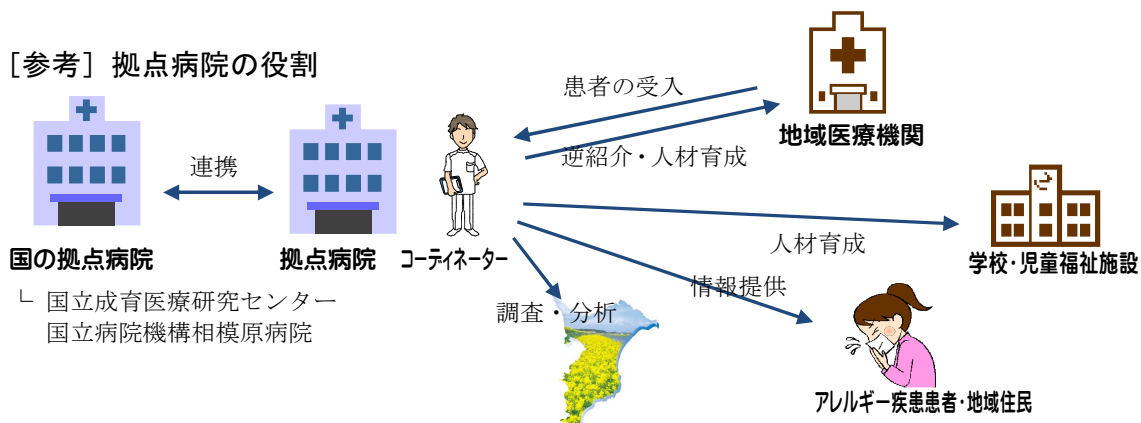 [参考] 拠点病院の役割
患者の受入
地域医療機関
逆紹介・人材育成
連携
国の拠点病院
拠点病院
コーディネーター
人材育成
学校・児童福祉施設
└ 国立成育医療研究センター
国立病院機構相模原病院
情報提供
調査・分析
アレルギー疾患患者・地域住民